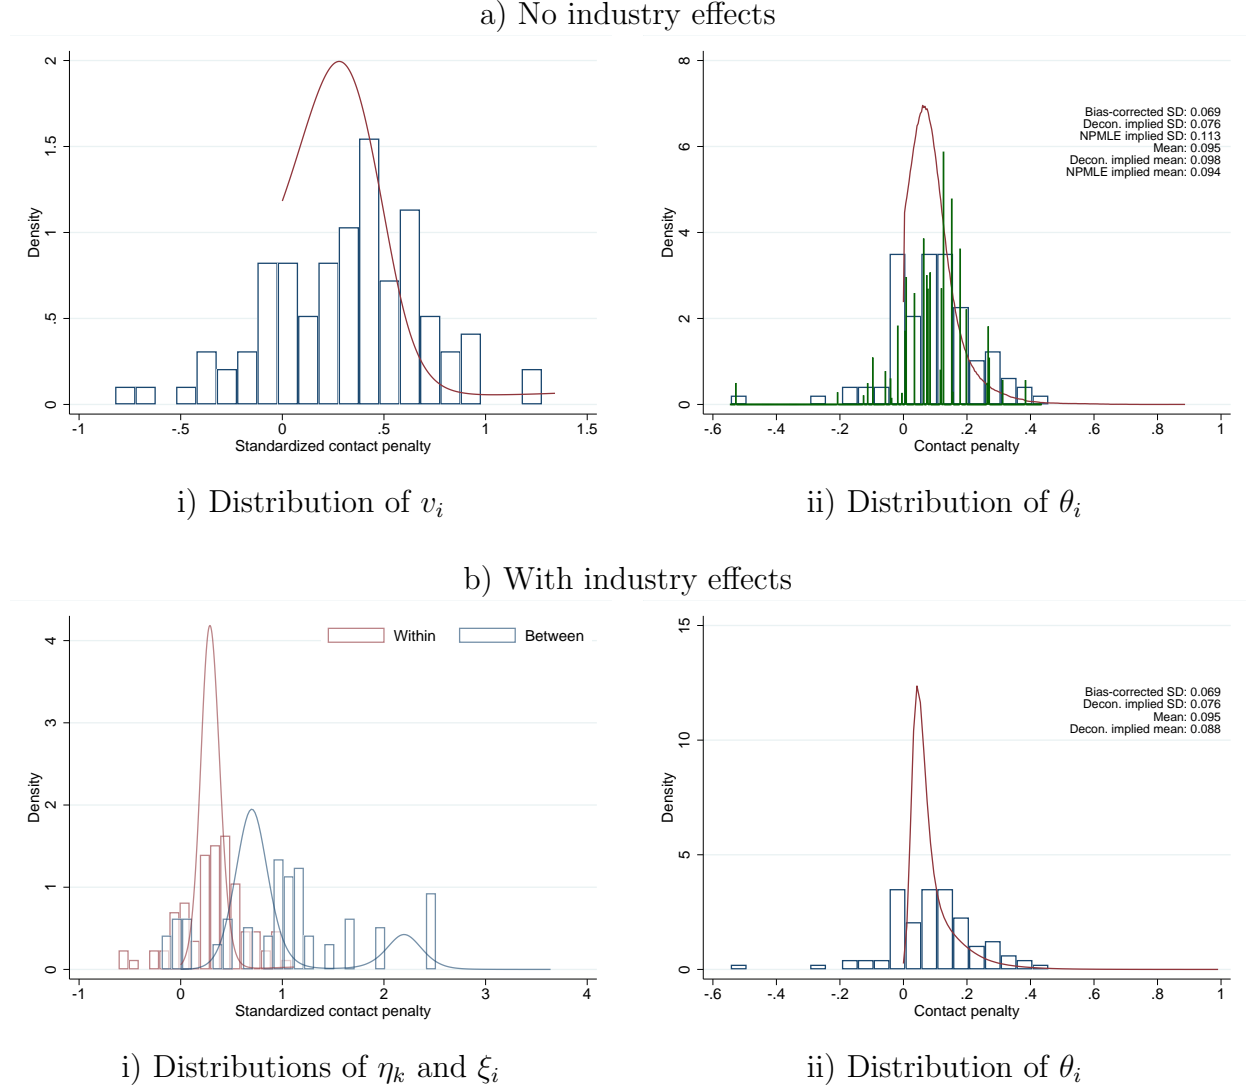 a) No industry effects
2
1.5
1
.5
0
Density
-1
-.5
0
.5
1
1.5
Standardized contact penalty
i) Distribution of vᵢ
8
6
4
2
0
Density
Bias-corrected SD: 0.069
Decon. implied SD: 0.076
NPMLE implied SD: 0.113
Mean: 0.095
Decon. implied mean: 0.098
NPMLE implied mean: 0.094
-.6
-.4
-.2
0
.2
.4
.6
.8
1
Contact penalty
ii) Distribution of θᵢ
b) With industry effects
4
3
2
1
0
Density
Within
Between
-1
0
1
2
3
4
Standardized contact penalty
i) Distributions of ηₖ and ξᵢ
15
10
5
0
Density
Bias-corrected SD: 0.069
Decon. implied SD: 0.076
Mean: 0.095
Decon. implied mean: 0.088
-.6
-.4
-.2
0
.2
.4
.6
.8
1
Contact penalty
ii) Distribution of θᵢ